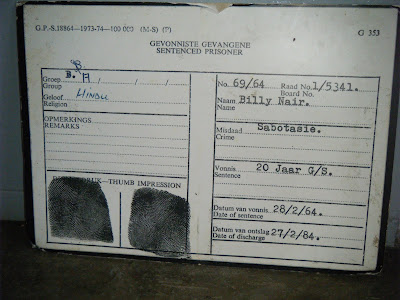 G.P.-S.18864—1973-74—100 000 (M-S) (P)
G 353
GEVONNISTE GEVANGENE
SENTENCED PRISONER
B.
Groep B. A / / /
Group
Geloof HINDU
Religion
OPMERKINGS
REMARKS
DRUK—THUMB IMPRESSION
No. 69/64 Raad No. 1/5341.
Board No.
Naam Billy Nair.
Name
Misdaad Sabotasie.
Crime
Vonnis 20 Jaar G/S.
Sentence
Datum van vonnis 28/2/64.
Date of sentence
Datum van ontslag 27/2/84.
Date of discharge